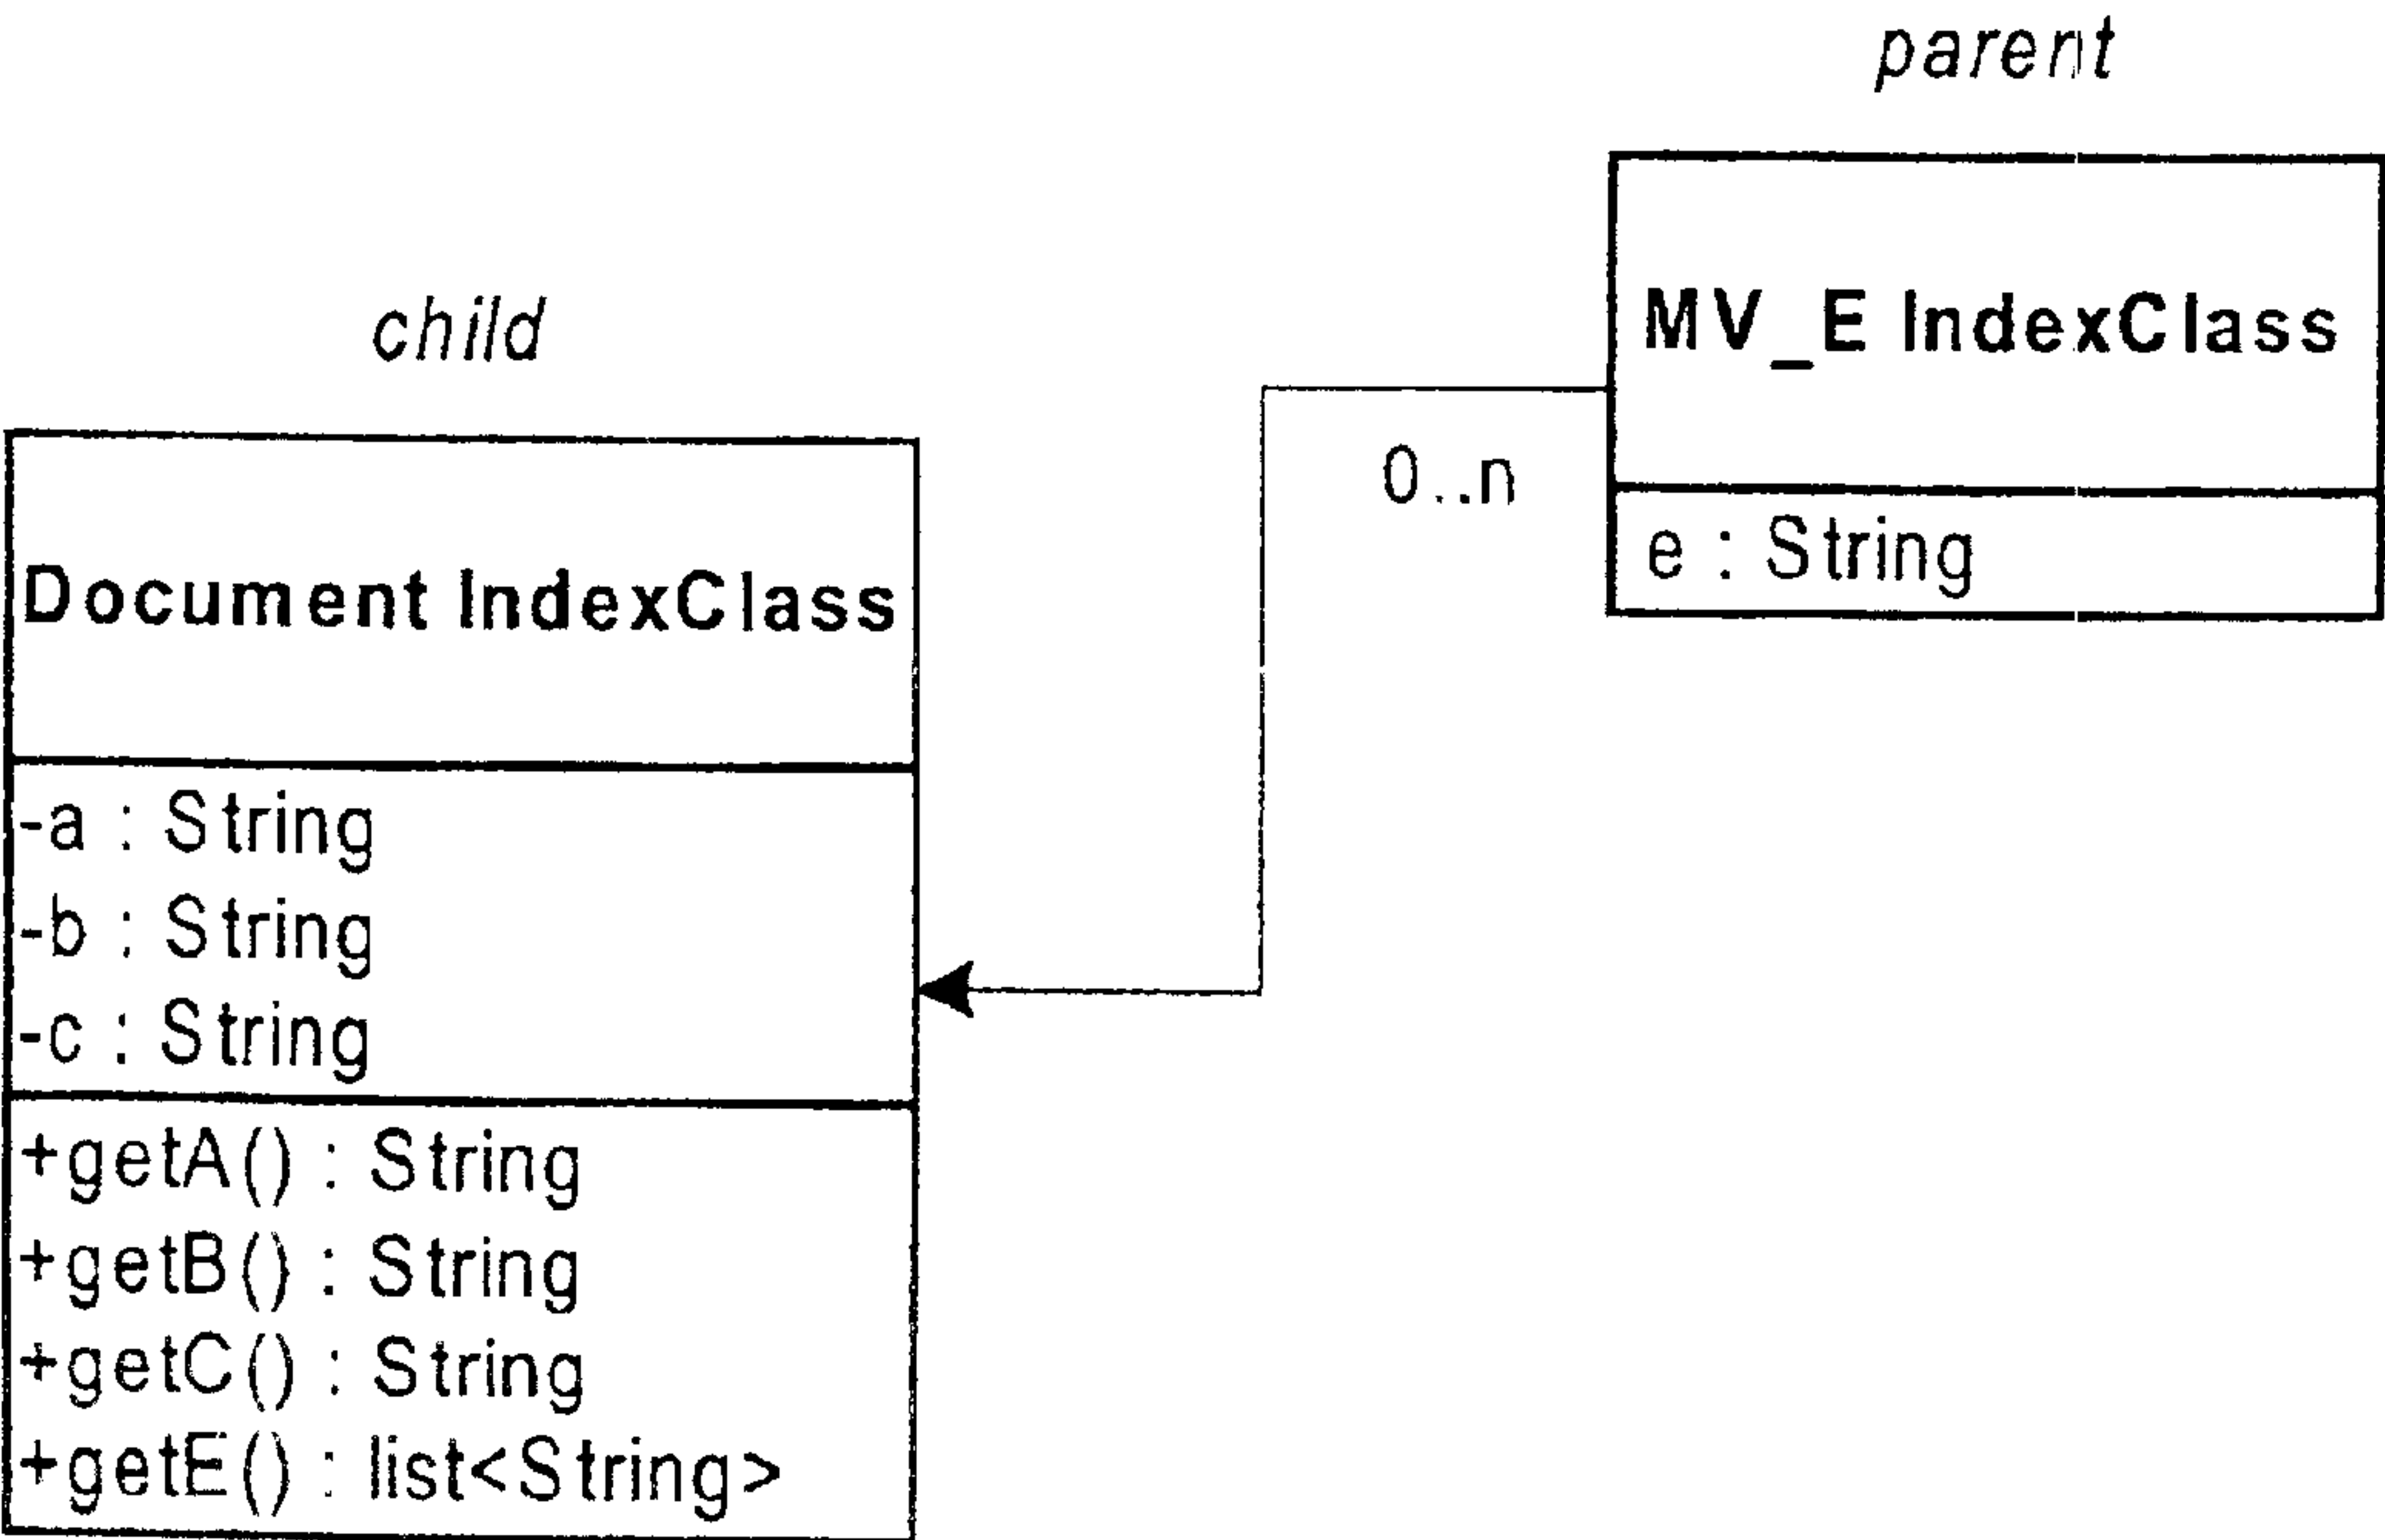 parent
MV_E IndexClass
e : String
0..n
child
Document IndexClass
-a : String
-b : String
-c : String
+getA() : String
+getB() : String
+getC() : String
+getE() : list<String>